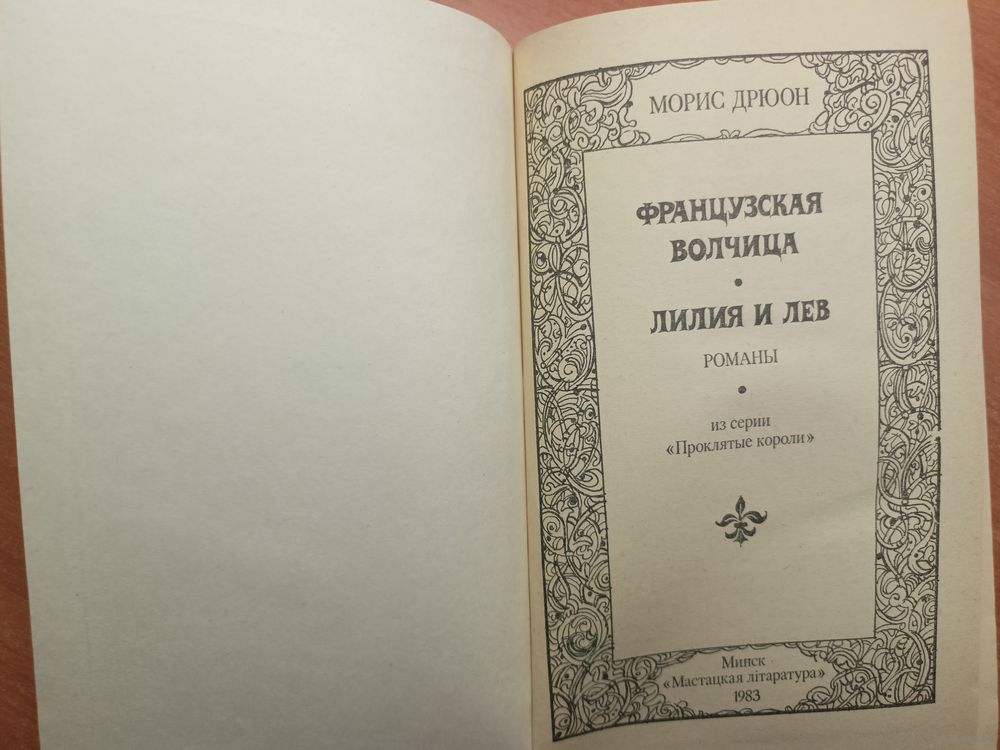 МОРИС ДРЮОН
ФРАНЦУЗСКАЯ
ВОЛЧИЦА
•
ЛИЛИЯ И ЛЕВ
РОМАНЫ
•
из серии
«Проклятые короли»
Минск
«Мастацкая літаратура»
1983